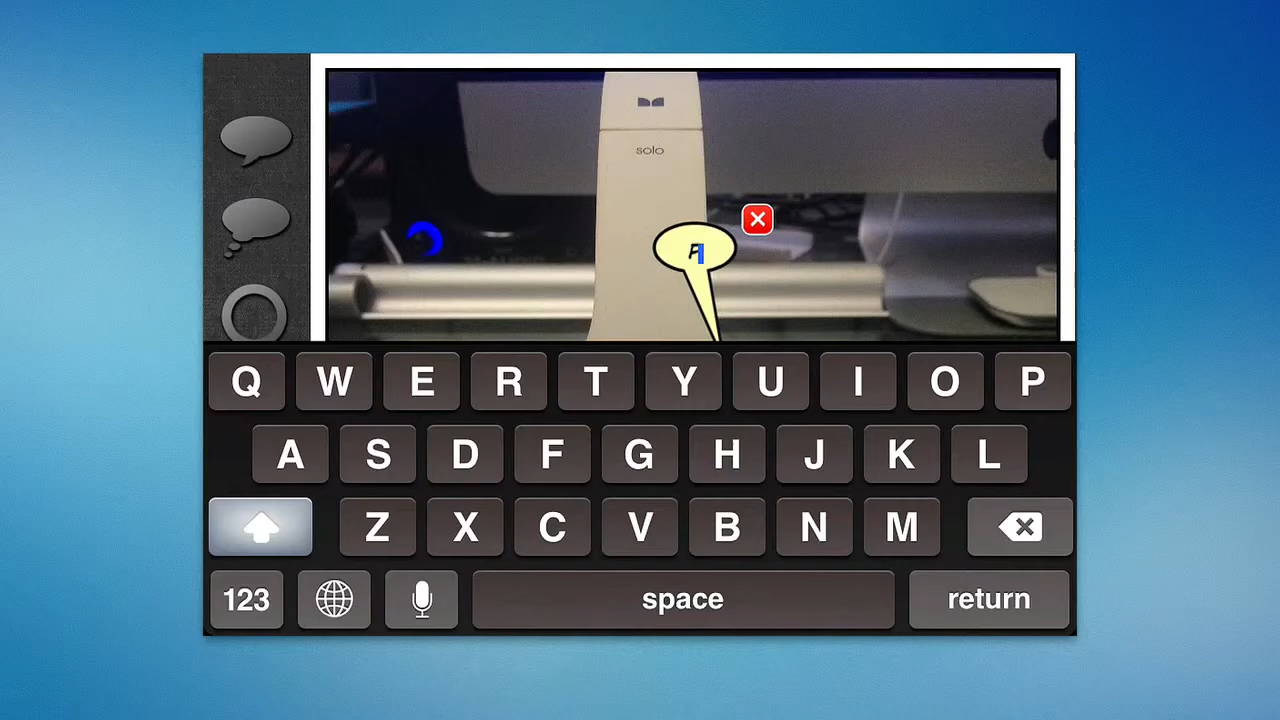 solo
Q W E R T Y U I O P
A S D F G H J K L
Z X C V B N M
123 space return